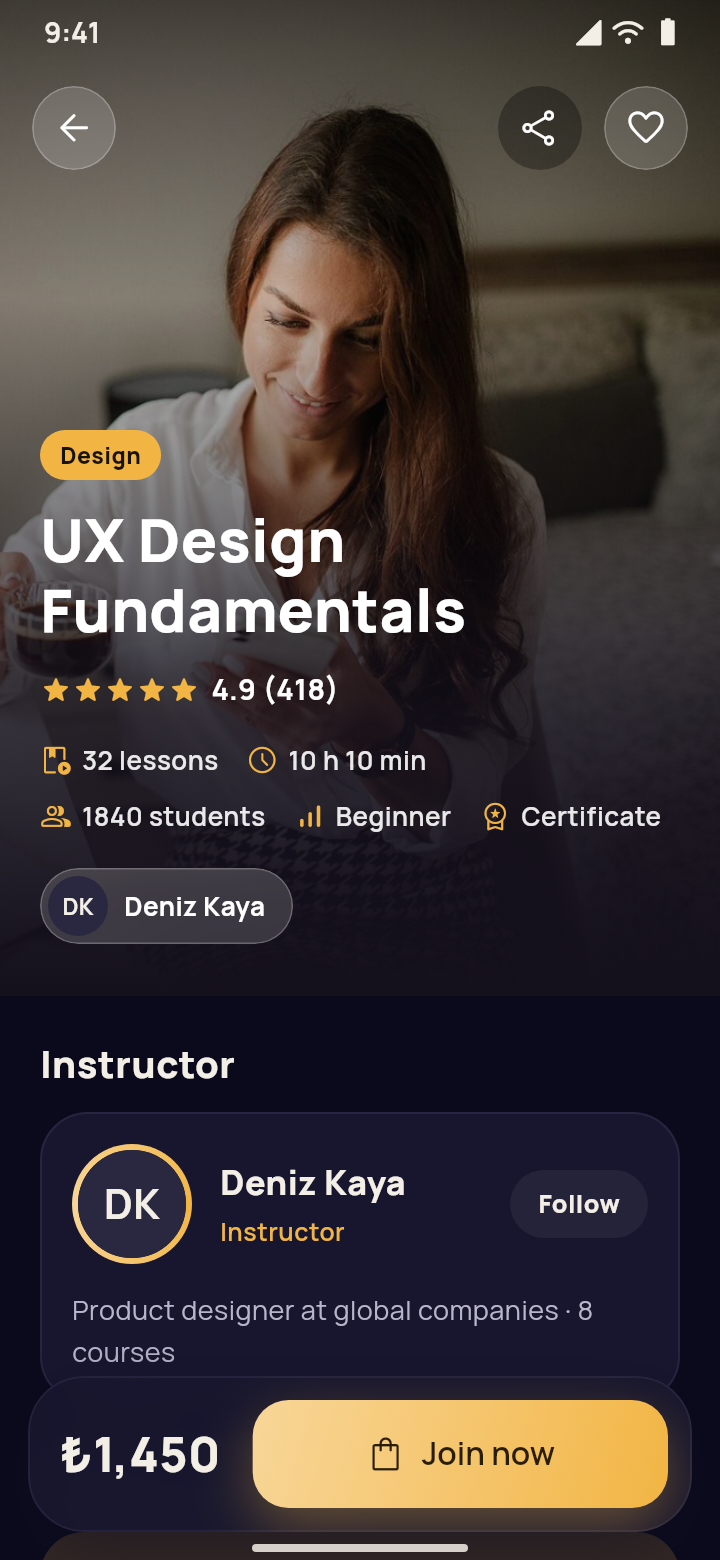 9:41
Design
UX Design
Fundamentals
4.9 (418)
32 lessons 10 h 10 min
1840 students Beginner Certificate
DK Deniz Kaya
Instructor
DK
Deniz Kaya
Instructor
Follow
Product designer at global companies · 8
courses
₺1,450
Join now